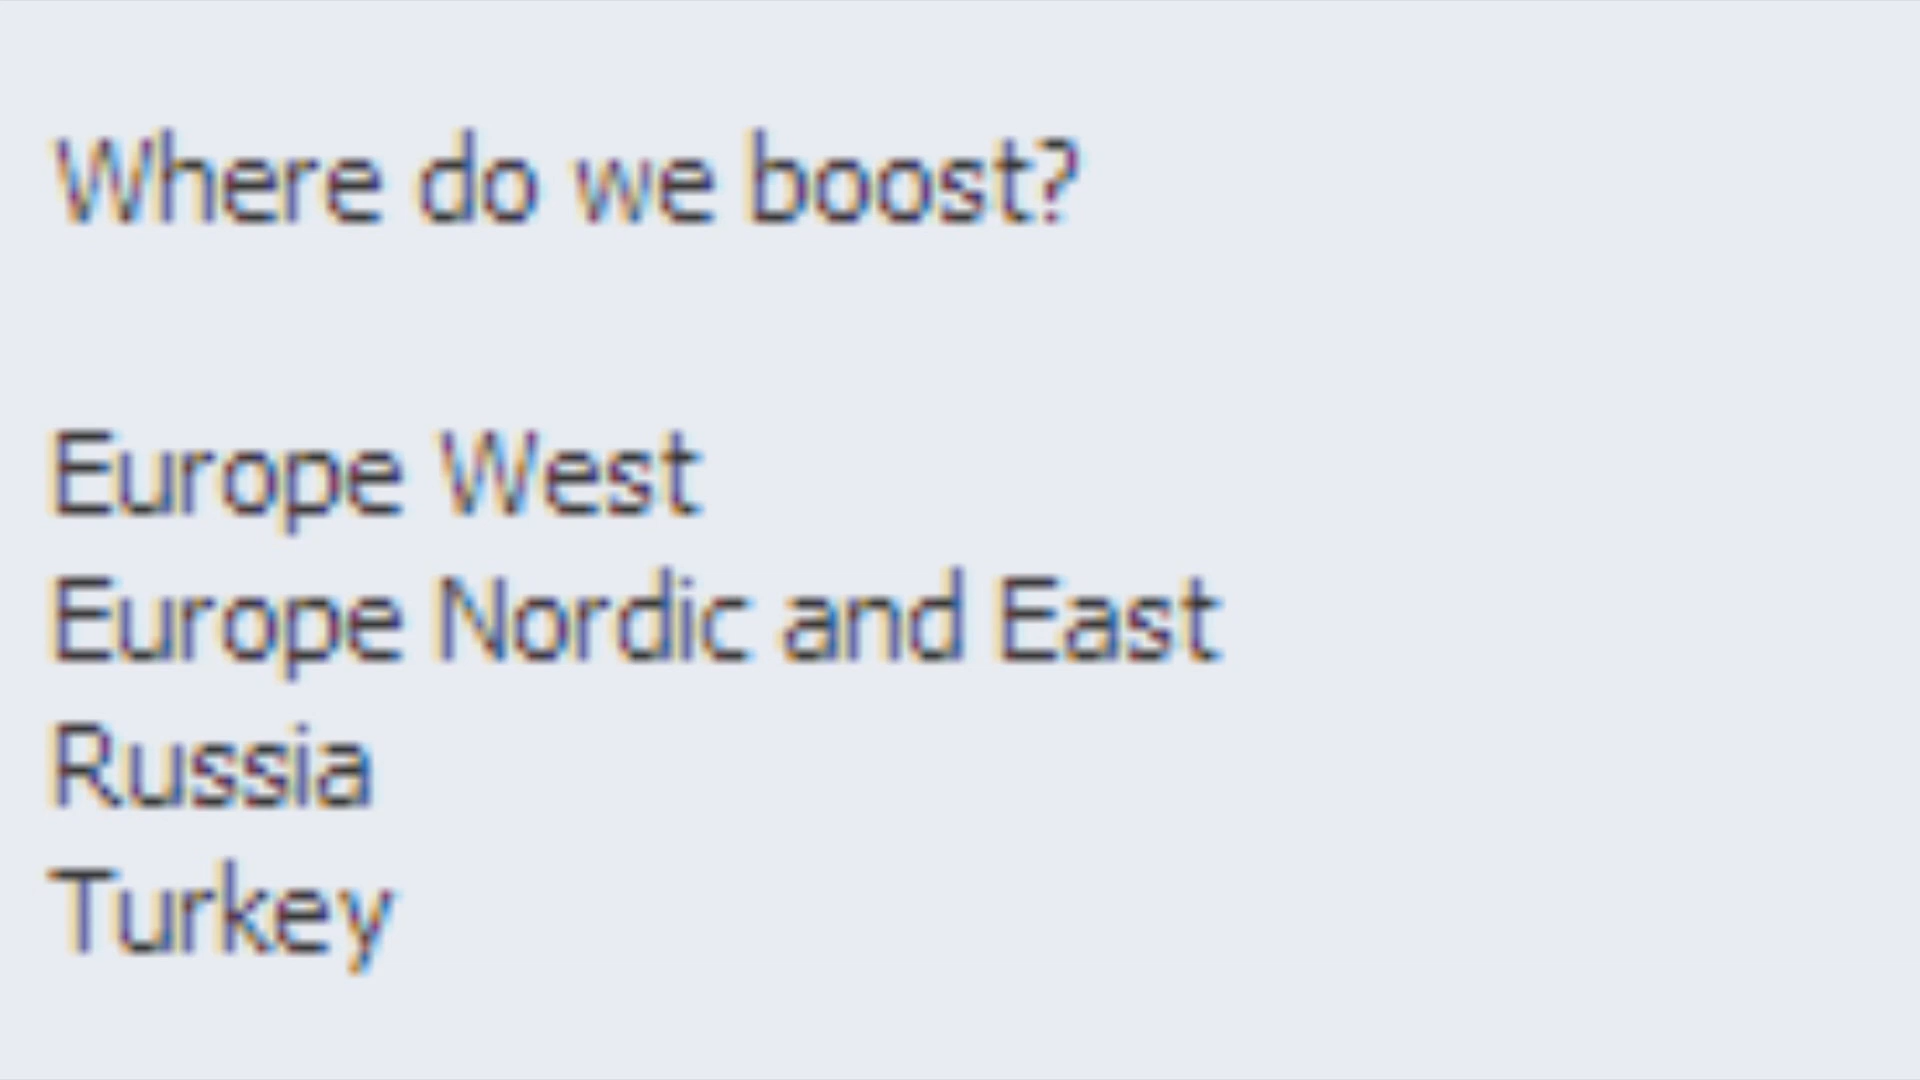 Where do we boost?
Europe West
Europe Nordic and East
Russia
Turkey